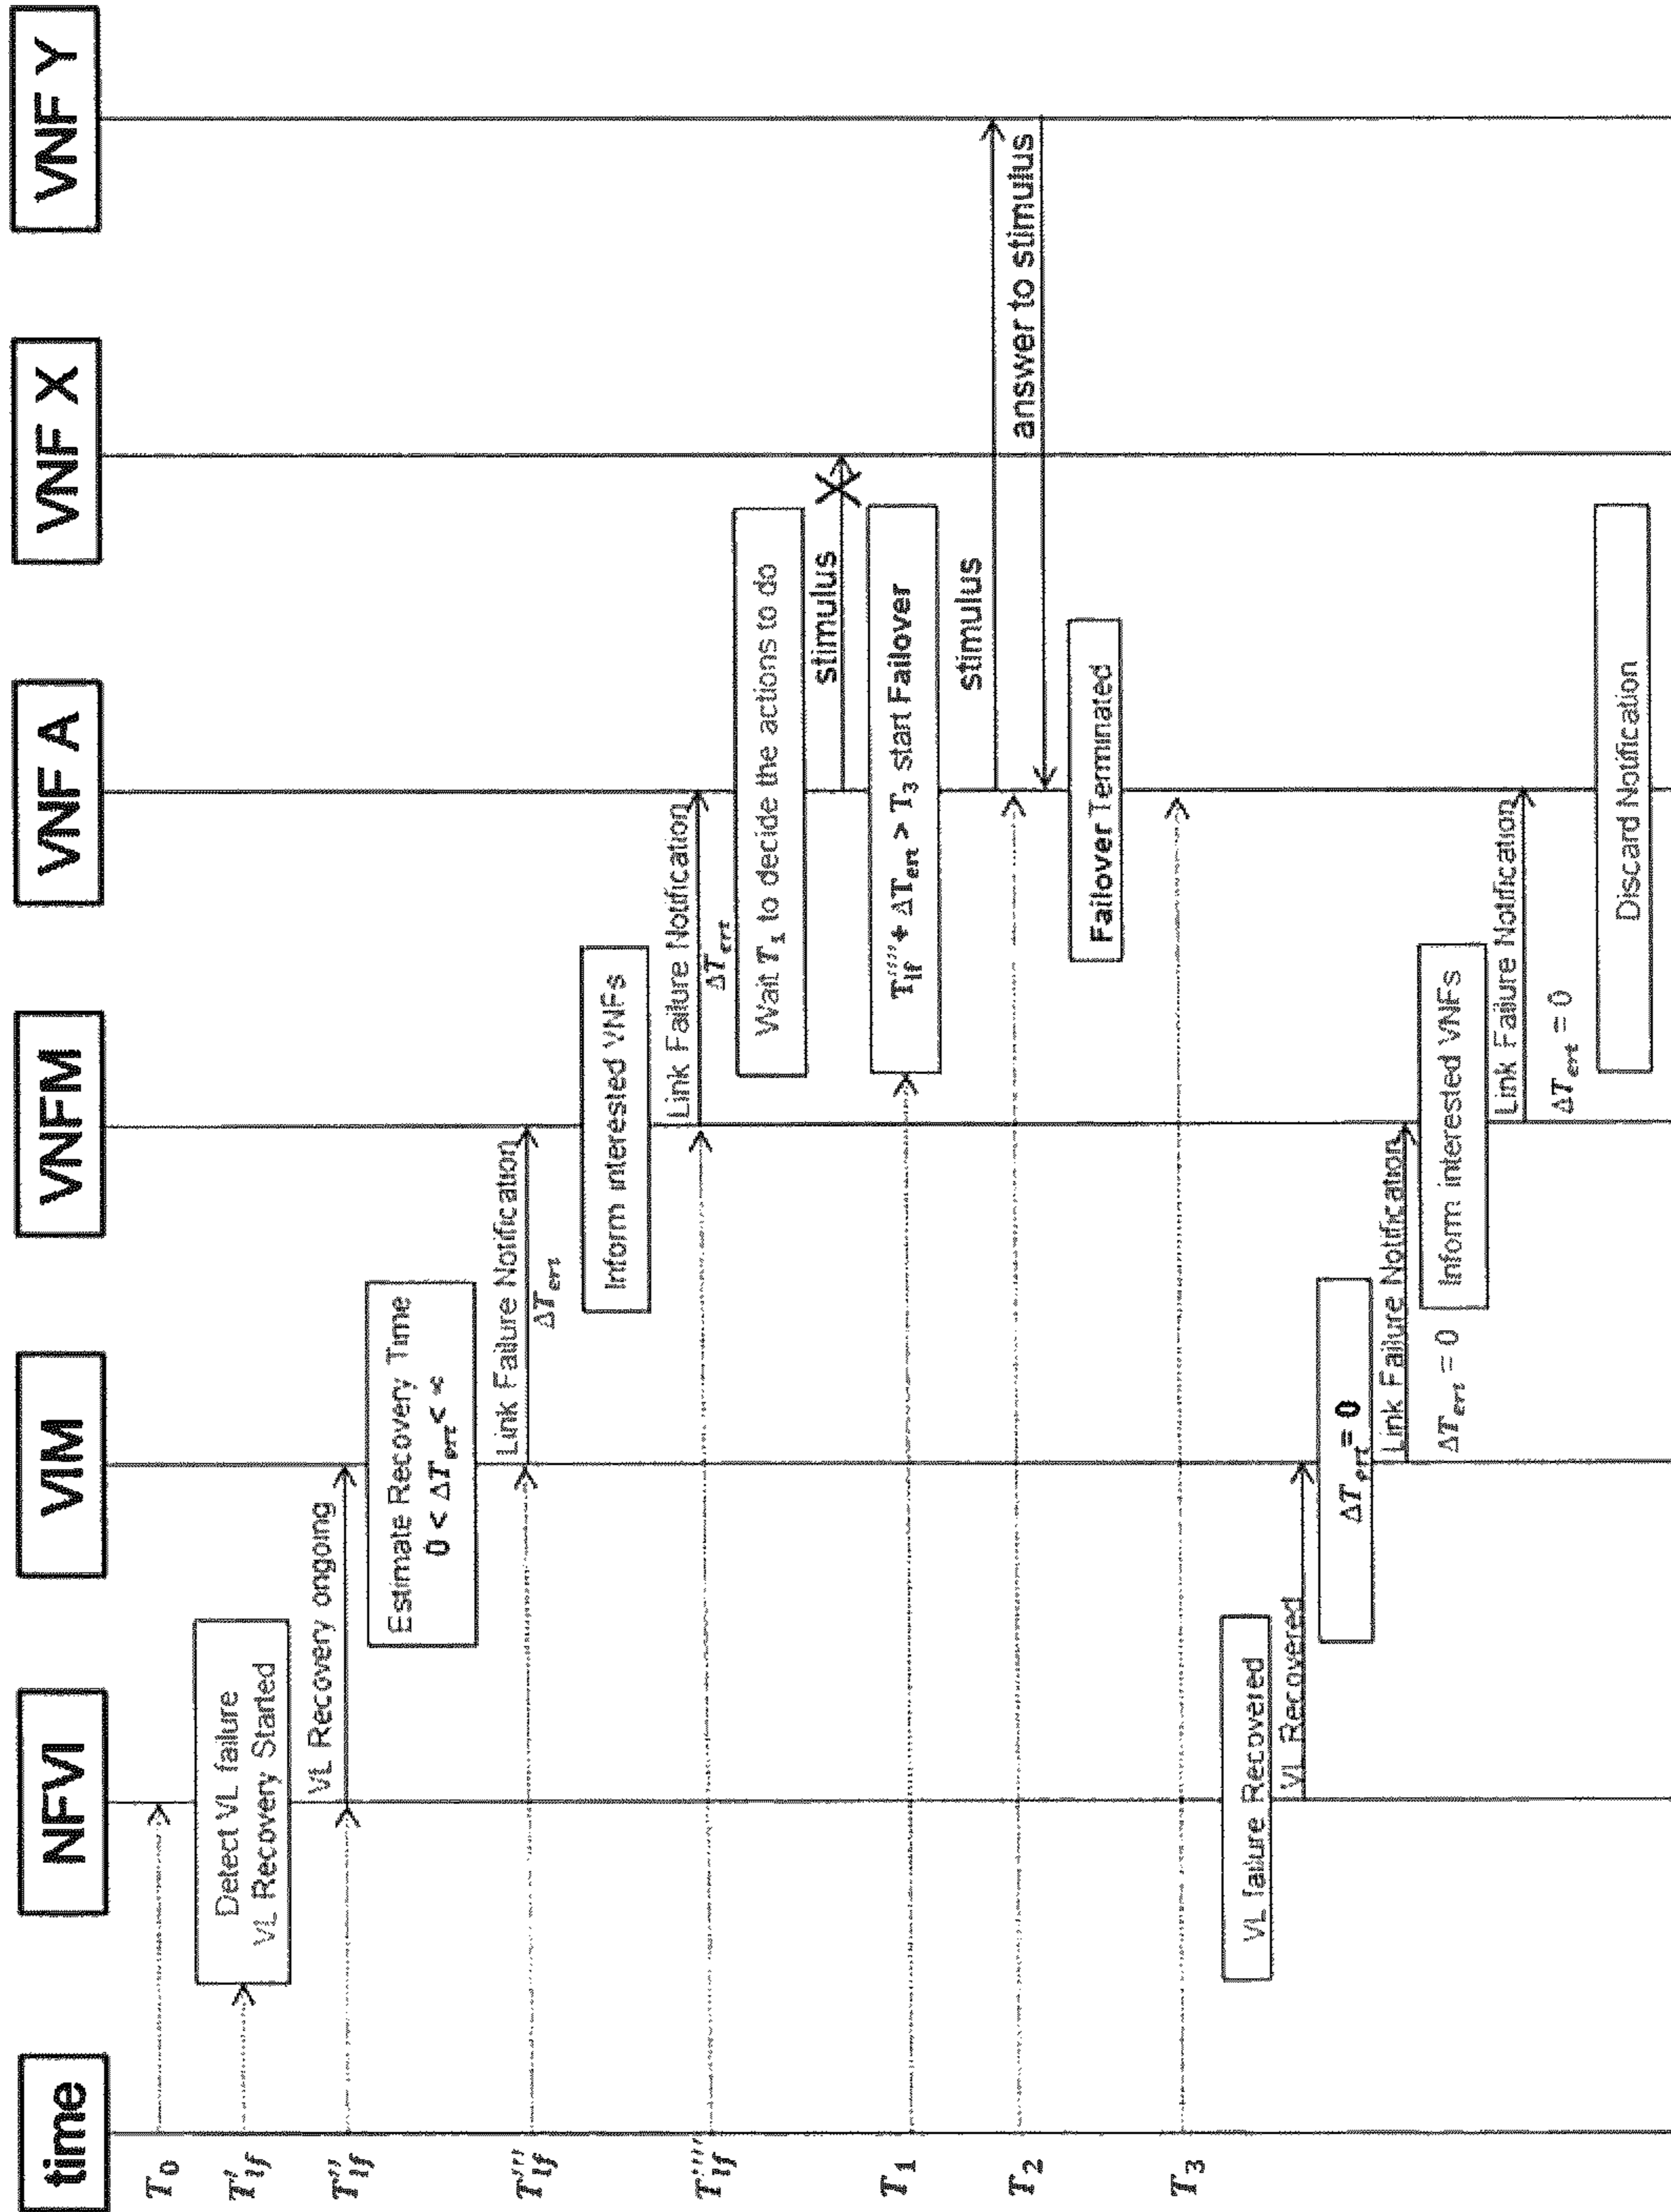 time
NFVI
VIM
VNFM
VNF A
VNF X
VNF Y
T₀
T'lf
Detect VL failure
VL Recovery Started
T''lf
VL Recovery ongoing
Estimate Recovery Time
0 < ΔTert < ∞
T'''lf
Link Failure Notification
ΔTert
Inform interested VNFs
T''''lf
Link Failure Notification
ΔTert
Wait T₁ to decide the actions to do
stimulus
T₁
Tlf'''' + ΔTert > T₃ start Failover
stimulus
T₂
answer to stimulus
Failover Terminated
T₃
VL failure Recovered
VL Recovered
ΔTert = 0
Link Failure Notification
ΔTert = 0
Inform interested VNFs
Link Failure Notification
ΔTert = 0
Discard Notification